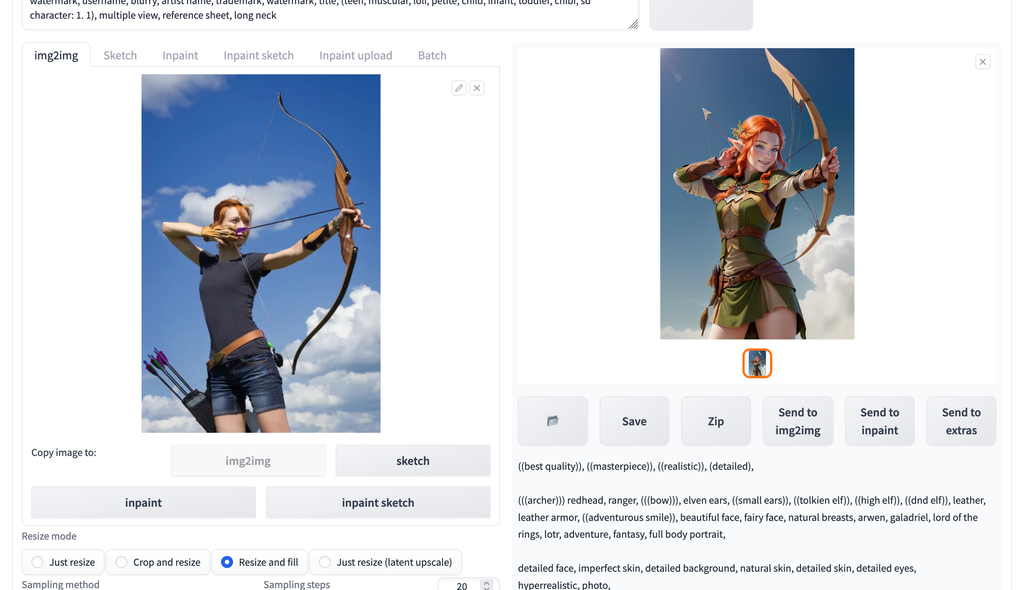 watermark, username, blurry, artist name, trademark, watermark, title, (teen, muscular, loli, petite, child, infant, toddler, chibi, sd
character: 1. 1), multiple view, reference sheet, long neck
img2img Sketch Inpaint Inpaint sketch Inpaint upload Batch
Copy image to:
img2img
sketch
inpaint
inpaint sketch
Resize mode
Just resize
Crop and resize
Resize and fill
Just resize (latent upscale)
Sampling method
Sampling steps
20
Save
Zip
Send to
img2img
Send to
inpaint
Send to
extras
((best quality)), ((masterpiece)), ((realistic)), (detailed),
(((archer))) redhead, ranger, (((bow))), elven ears, ((small ears)), ((tolkien elf)), ((high elf)), ((dnd elf)), leather,
leather armor, ((adventurous smile)), beautiful face, fairy face, natural breasts, arwen, galadriel, lord of the
rings, lotr, adventure, fantasy, full body portrait,
detailed face, imperfect skin, detailed background, natural skin, detailed skin, detailed eyes,
hyperrealistic, photo,